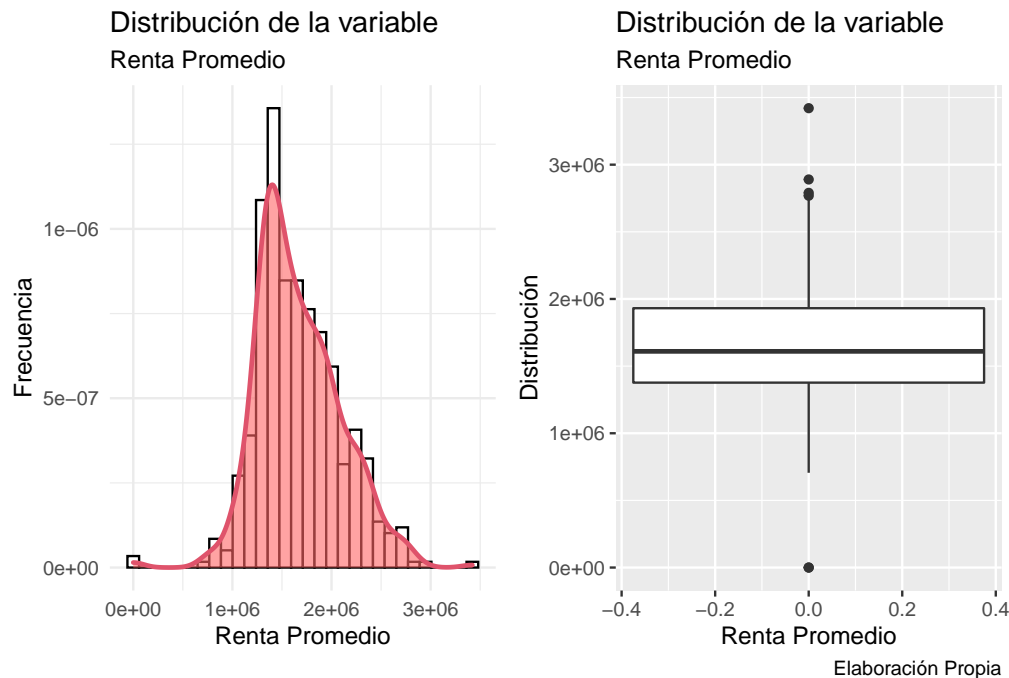 Distribución de la variable
Renta Promedio
Frecuencia
1e−06
5e−07
0e+00
0e+00 1e+06 2e+06 3e+06
Renta Promedio
Distribución de la variable
Renta Promedio
Distribución
3e+06
2e+06
1e+06
0e+00
−0.4 −0.2 0.0 0.2 0.4
Renta Promedio
Elaboración Propia